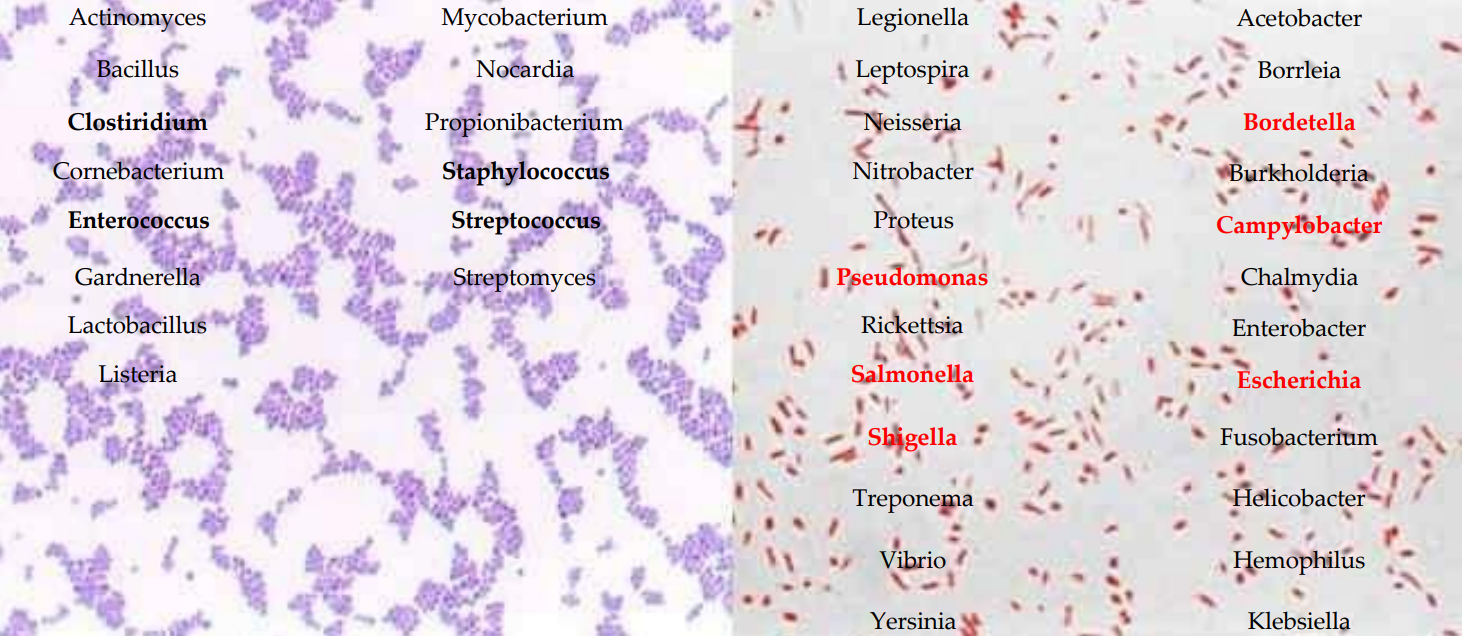 Actinomyces
Bacillus
Clostiridium
Cornebacterium
Enterococcus
Gardnerella
Lactobacillus
Listeria
Mycobacterium
Nocardia
Propionibacterium
Staphylococcus
Streptococcus
Streptomyces
Legionella
Leptospira
Neisseria
Nitrobacter
Proteus
Pseudomonas
Rickettsia
Salmonella
Shigella
Treponema
Vibrio
Yersinia
Acetobacter
Borrleia
Bordetella
Burkholderia
Campylobacter
Chalmydia
Enterobacter
Escherichia
Fusobacterium
Helicobacter
Hemophilus
Klebsiella